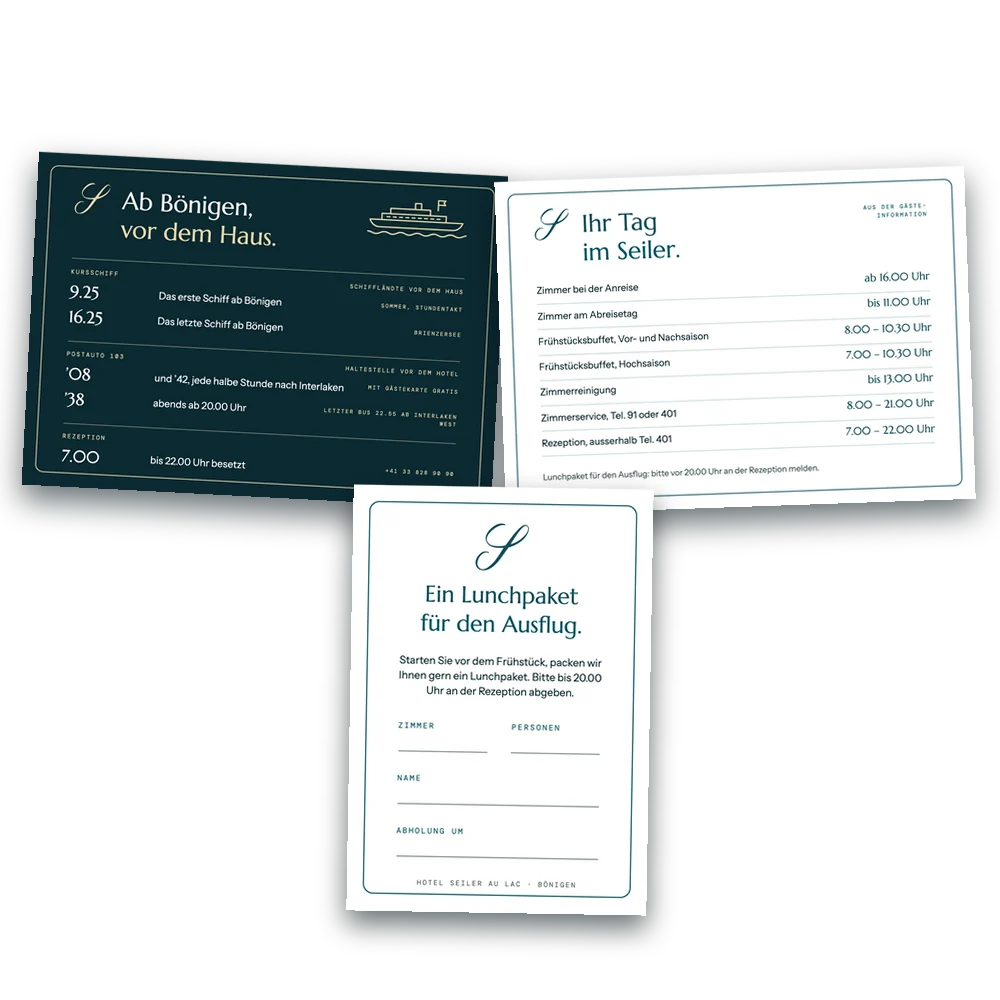 S
Ab Bönigen,
vor dem Haus.
KURSSCHIFF
SCHIFFLÄNDTE VOR DEM HAUS
9.25 Das erste Schiff ab Bönigen SOMMER, STUNDENTAKT
16.25 Das letzte Schiff ab Bönigen BRIENZERSEE
POSTAUTO 103
HALTESTELLE VOR DEM HOTEL
'08 und '42, jede halbe Stunde nach Interlaken MIT GÄSTEKARTE GRATIS
'38 abends ab 20.00 Uhr LETZTER BUS 22.55 AB INTERLAKEN
WEST
REZEPTION
7.00 bis 22.00 Uhr besetzt +41 33 828 90 90
S
Ihr Tag
im Seiler.
AUS DER GÄSTE-
INFORMATION
Zimmer bei der Anreise ab 16.00 Uhr
Zimmer am Abreisetag bis 11.00 Uhr
Frühstücksbuffet, Vor- und Nachsaison 8.00 – 10.30 Uhr
Frühstücksbuffet, Hochsaison 7.00 – 10.30 Uhr
Zimmerreinigung bis 13.00 Uhr
Zimmerservice, Tel. 91 oder 401 8.00 – 21.00 Uhr
Rezeption, ausserhalb Tel. 401 7.00 – 22.00 Uhr
Lunchpaket für den Ausflug: bitte vor 20.00 Uhr an der Rezeption melden.
S
Ein Lunchpaket
für den Ausflug.
Starten Sie vor dem Frühstück, packen wir
Ihnen gern ein Lunchpaket. Bitte bis 20.00
Uhr an der Rezeption abgeben.
ZIMMER PERSONEN
NAME
ABHOLUNG UM
HOTEL SEILER AU LAC · BÖNIGEN